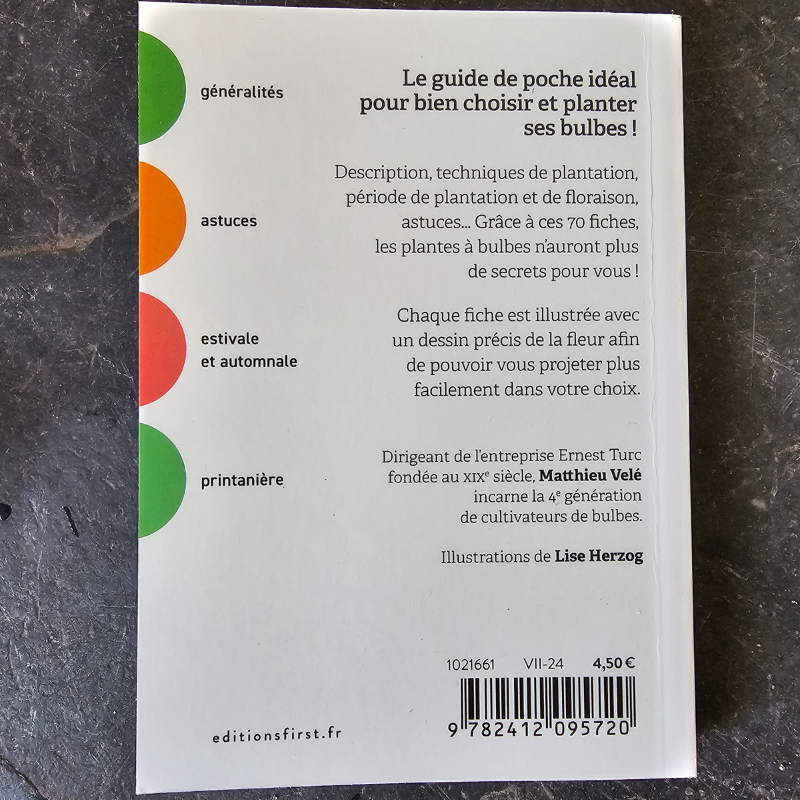 généralités
astuces
estivale
et automnale
printanière
Le guide de poche idéal
pour bien choisir et planter
ses bulbes !
Description, techniques de plantation,
période de plantation et de floraison,
astuces... Grâce à ces 70 fiches,
les plantes à bulbes n'auront plus
de secrets pour vous !
Chaque fiche est illustrée avec
un dessin précis de la fleur afin
de pouvoir vous projeter plus
facilement dans votre choix.
Dirigeant de l'entreprise Ernest Turc
fondée au XIXe siècle, Matthieu Velé
incarne la 4e génération
de cultivateurs de bulbes.
Illustrations de Lise Herzog
1021661 VII-24 4,50 €
9 782412 095720
editionsfirst.fr